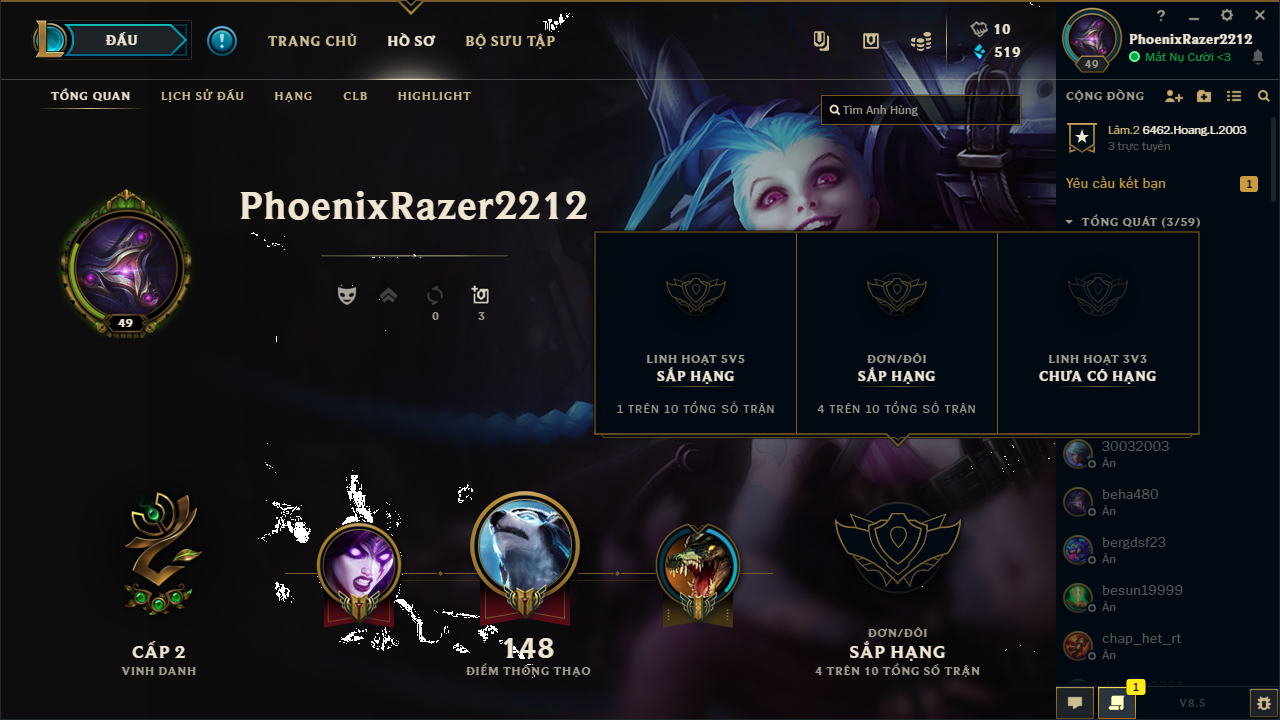 ĐẤU
TRANG CHỦ
HỒ SƠ
BỘ SƯU TẬP
10
519
?
PhoenixRazer2212
49
Mắt Nụ Cười <3
TỔNG QUAN
LỊCH SỬ ĐẤU
HẠNG
CLB
HIGHLIGHT
Tìm Anh Hùng
CỘNG ĐỒNG
Lâm.2 6462.Hoang.L.2003
3 trực tuyến
Yêu cầu kết bạn
1
TỔNG QUÁT (3/59)
PhoenixRazer2212
49
0
3
LINH HOẠT 5V5
SẮP HẠNG
1 TRÊN 10 TỔNG SỐ TRẬN
ĐƠN/ĐÔI
SẮP HẠNG
4 TRÊN 10 TỔNG SỐ TRẬN
LINH HOẠT 3V3
CHƯA CÓ HẠNG
30032003
Ẩn
beha480
Ẩn
bergdsf23
Ẩn
besun19999
Ẩn
chap_het_rt
Ẩn
CẤP 2
VINH DANH
148
ĐIỂM THÔNG THẠO
ĐƠN/ĐÔI
SẮP HẠNG
4 TRÊN 10 TỔNG SỐ TRẬN
1
V8.5